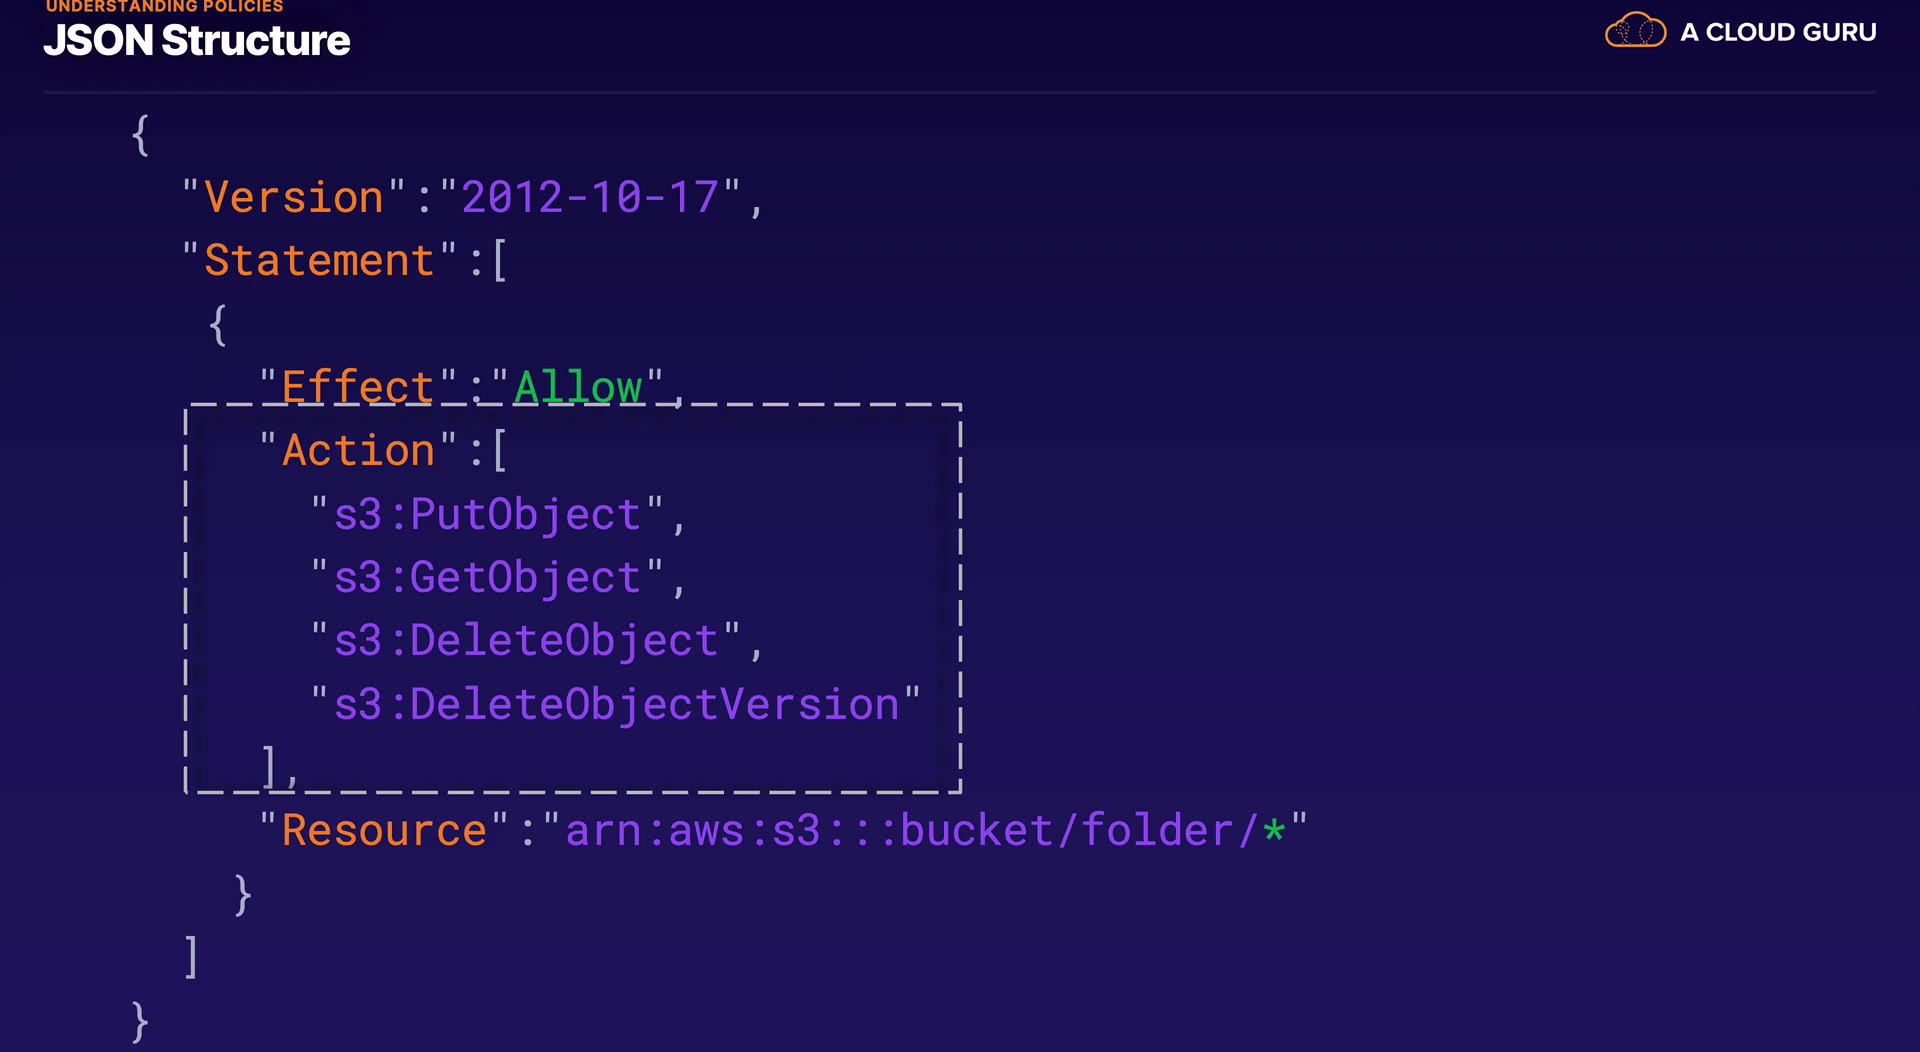 UNDERSTANDING POLICIES
JSON Structure
A CLOUD GURU
{
"Version":"2012-10-17",
"Statement":[
{
"Effect":"Allow",
"Action":[
"s3:PutObject",
"s3:GetObject",
"s3:DeleteObject",
"s3:DeleteObjectVersion"
],
"Resource":"arn:aws:s3:::bucket/folder/*"
}
]
}